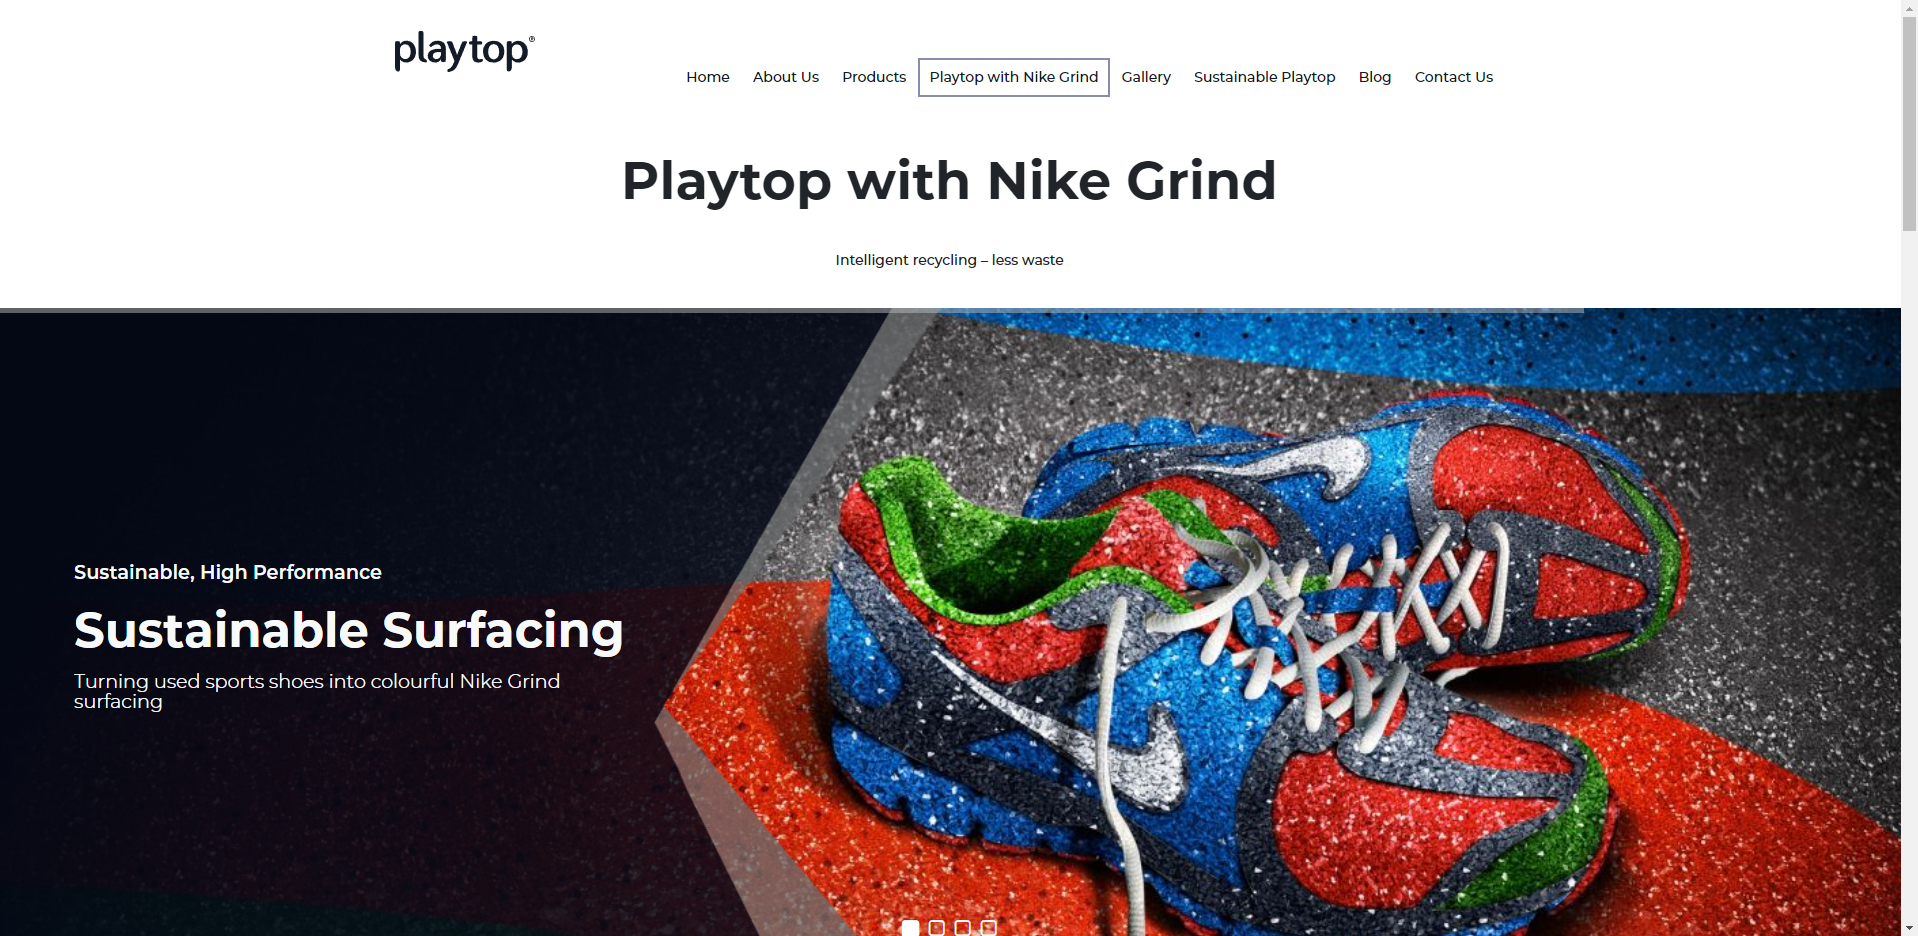 playtop®
Home About Us Products Playtop with Nike Grind Gallery Sustainable Playtop Blog Contact Us
Playtop with Nike Grind
Intelligent recycling – less waste
Sustainable, High Performance
Sustainable Surfacing
Turning used sports shoes into colourful Nike Grind
surfacing